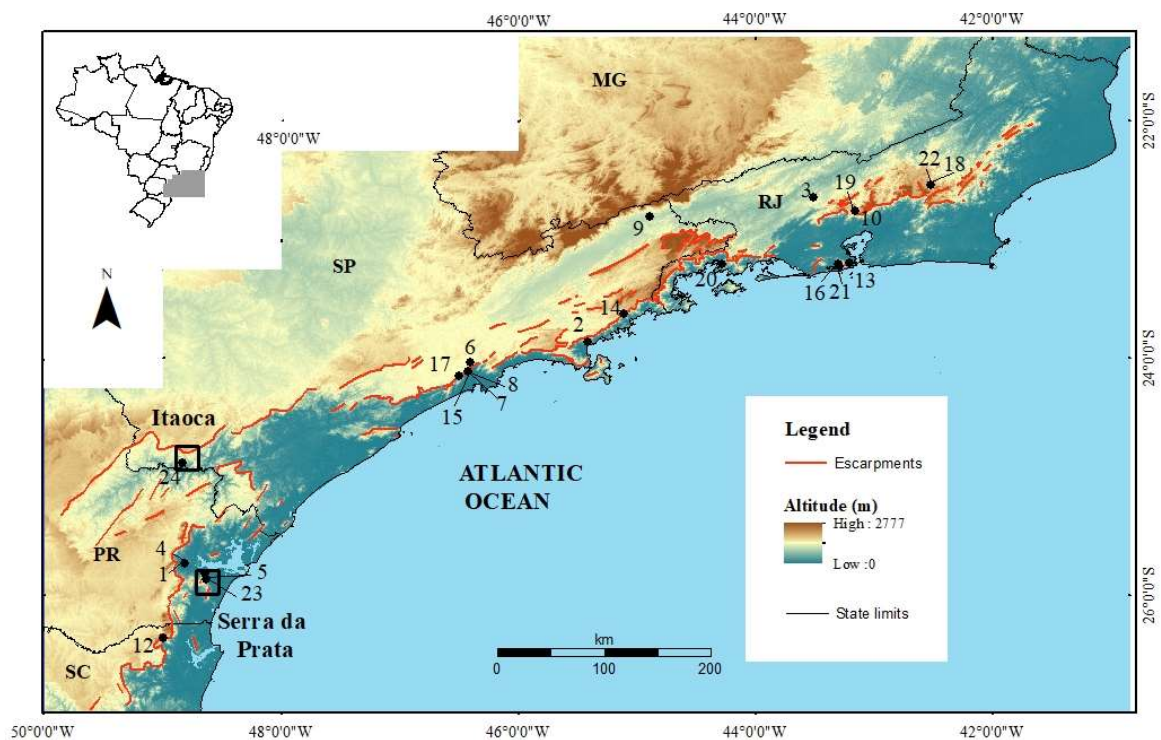 46°0'0"W
44°0'0"W
42°0'0"W
MG
48°0'0"W
22°0'0"S
22
18
3
19
RJ
10
9
N
SP
20
16
21
13
14
2
6
17
24°0'0"S
8
15
7
Itaoca
Legend
Escarpments
24
ATLANTIC
OCEAN
Altitude (m)
High : 2777
Low :0
PR
4
1
5
23
State limits
26°0'0"S
Serra da
Prata
12
km
SC
0
100
200
50°0'0"W
48°0'0"W
46°0'0"W
44°0'0"W
42°0'0"W